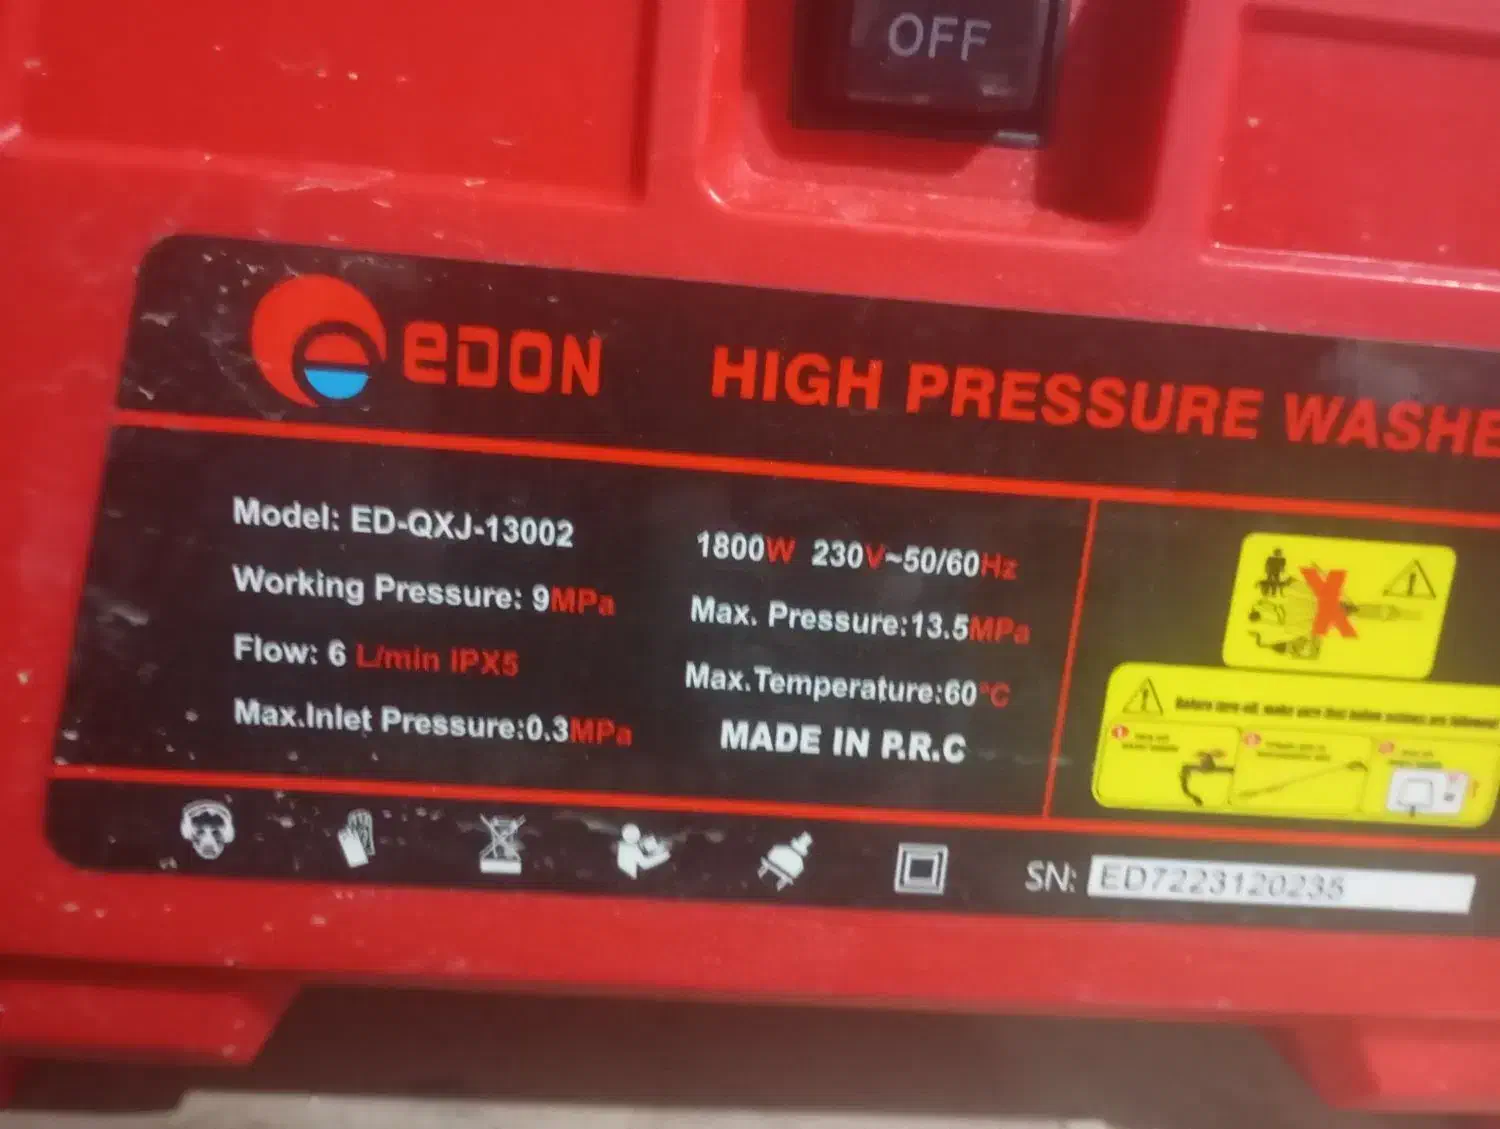 OFF
eDON
HIGH PRESSURE WASHE
Model: ED-QXJ-13002
Working Pressure: 9MPa
Flow: 6 L/min IPX5
Max.Inlet Pressure:0.3MPa
1800W 230V~50/60Hz
Max. Pressure:13.5MPa
Max.Temperature:60°C
MADE IN P.R.C
X
SN: ED7223120235